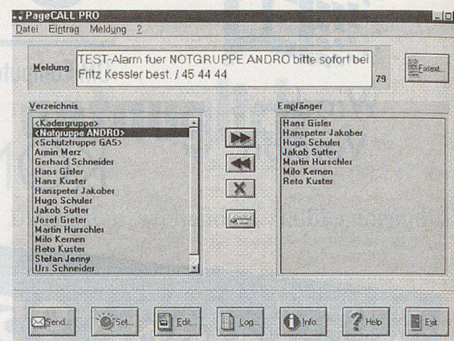 PageCALL PRO
Datei Eintrag Meldung ?
Meldung
TEST-Alarm fuer NOTGRUPPE ANDRO bitte sofort bei
Fritz Kessler best. / 45 44 44
79
Fixtext...
Verzeichnis
<Kadergruppe>
<Notgruppe ANDRO>
<Schutztruppe GAS>
Armin Merz
Gerhard Schneider
Hans Gisler
Hans Kuster
Hanspeter Jakober
Hugo Schuler
Jakob Sutter
Josef Greter
Martin Hurschler
Milo Kernen
Reto Kuster
Stefan Jenny
Urs Schneider
Empfänger
Hans Gisler
Hanspeter Jakober
Hugo Schuler
Jakob Sutter
Martin Hurschler
Milo Kernen
Reto Kuster
Send... Set... Edit... Log... Info... Help Exit